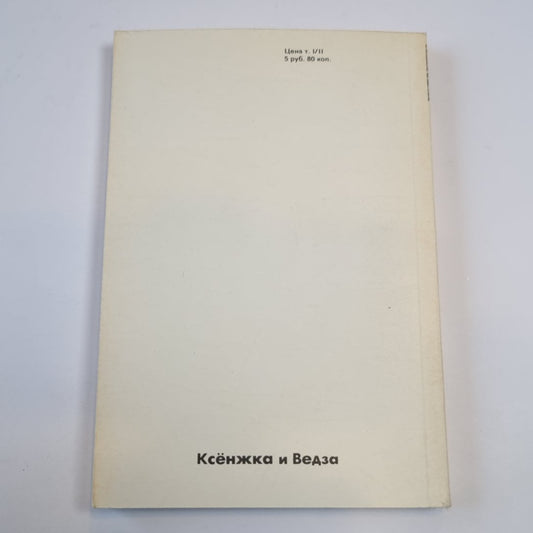 Цена т. I/II
5 руб. 80 коп.
Ксёнжка и Ведза